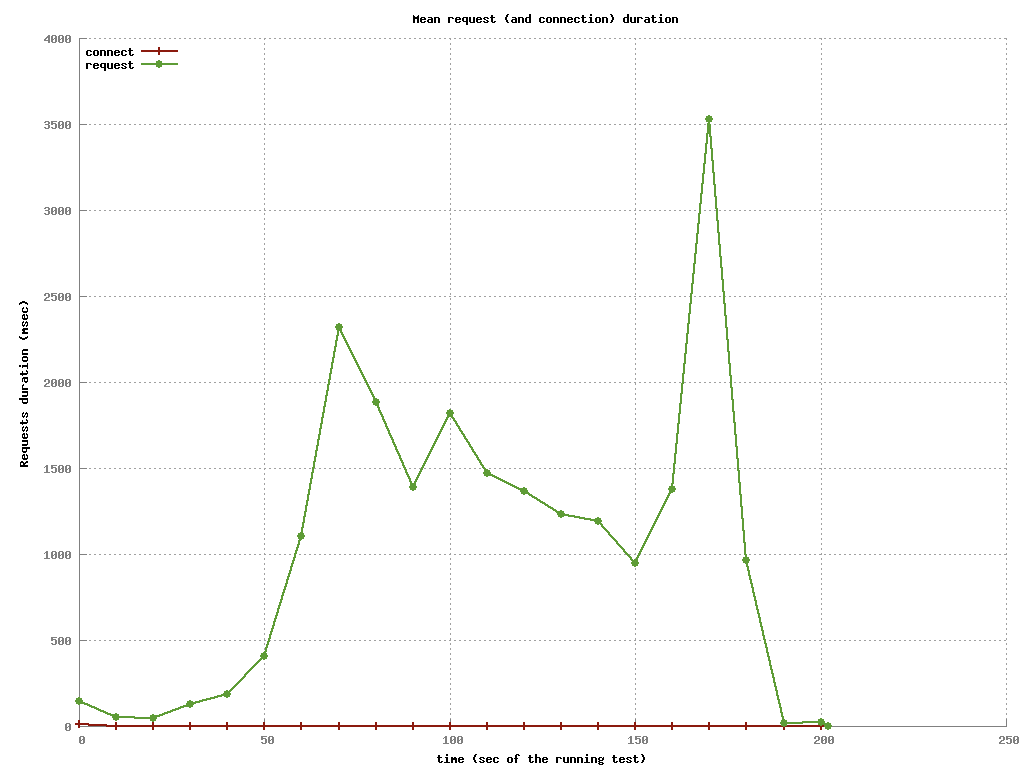 Mean request (and connection) duration
4000
connect
request
3500
3000
2500
2000
1500
1000
500
0
Requests duration (msec)
0 50 100 150 200 250
time (sec of the running test)